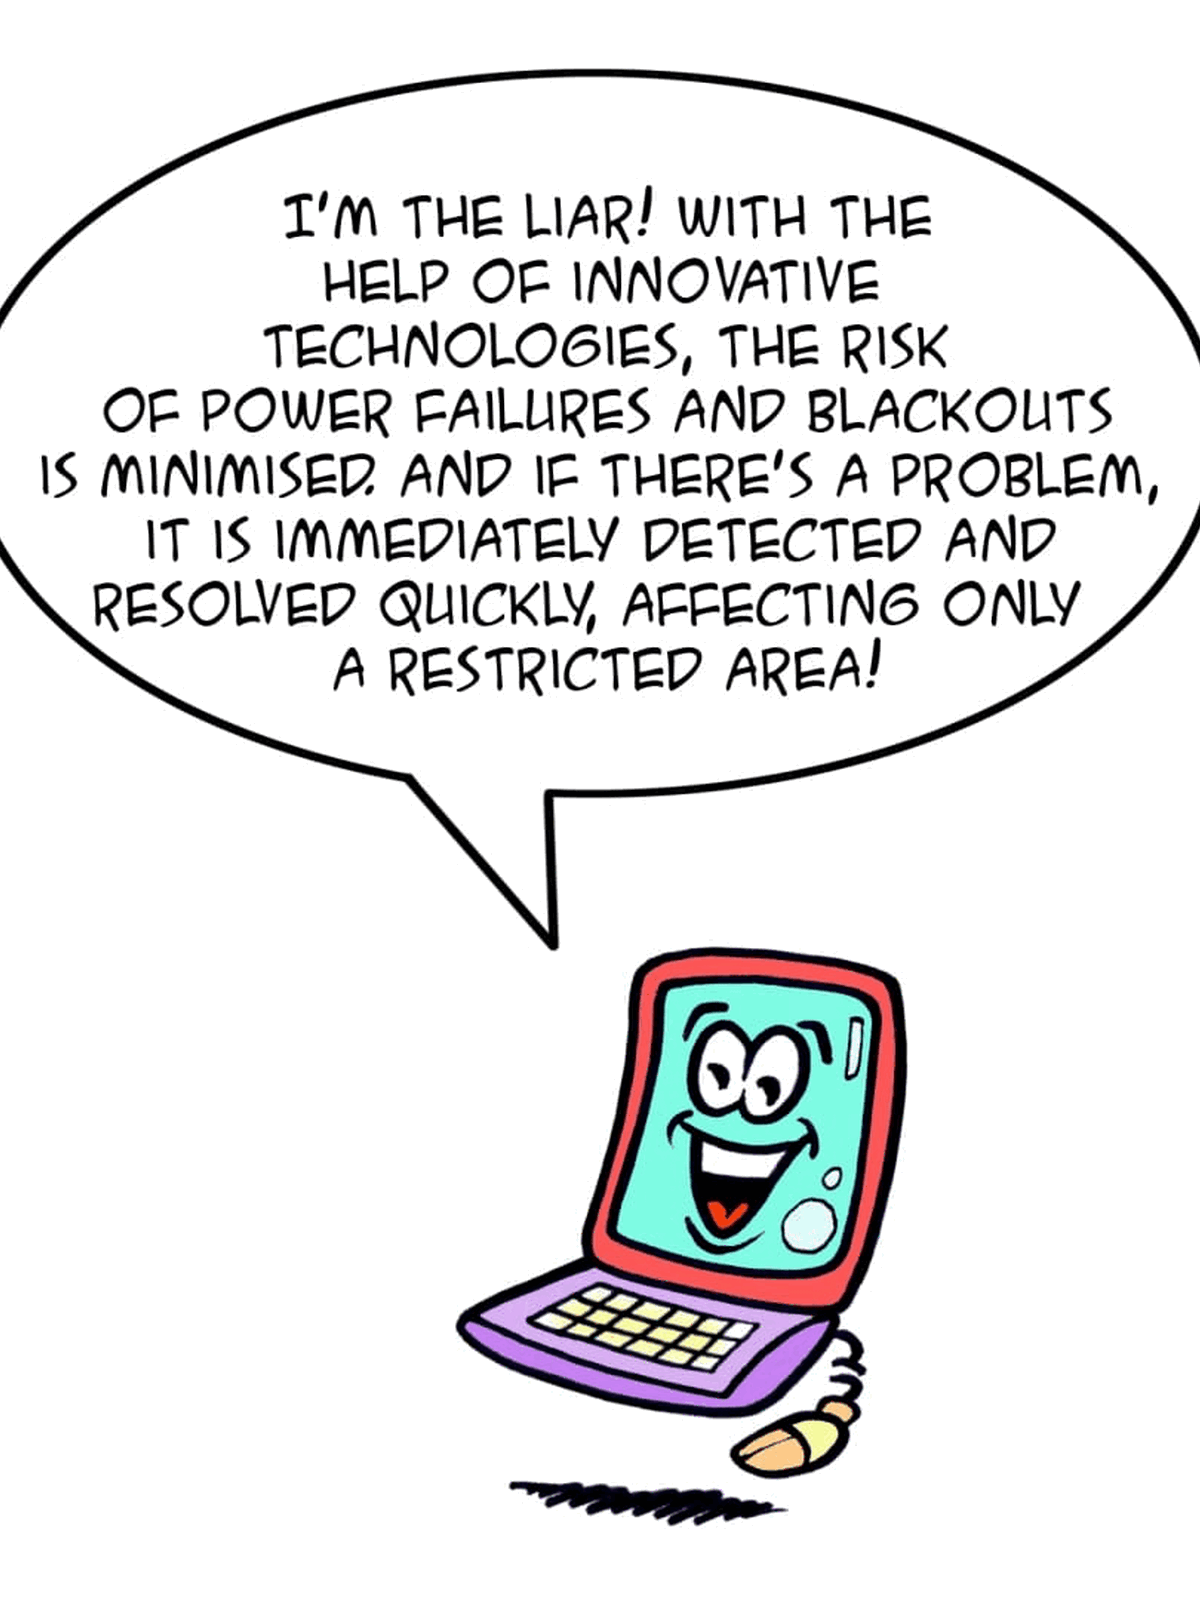 I'M THE LIAR! WITH THE
HELP OF INNOVATIVE
TECHNOLOGIES, THE RISK
OF POWER FAILURES AND BLACKOUTS
IS MINIMISED. AND IF THERE'S A PROBLEM,
IT IS IMMEDIATELY DETECTED AND
RESOLVED QUICKLY, AFFECTING ONLY
A RESTRICTED AREA!